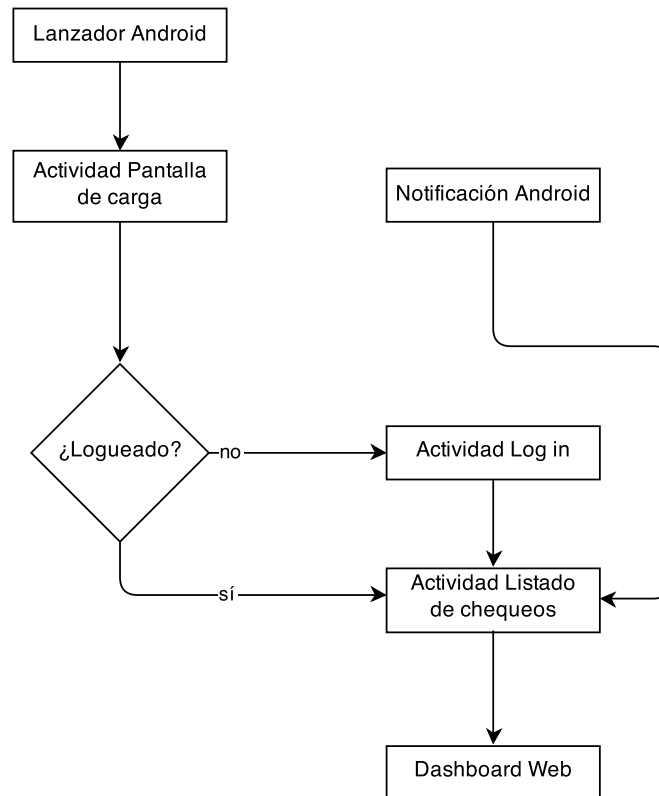 Lanzador Android
Actividad Pantalla
de carga
Notificación Android
¿Logueado?
no
Actividad Log in
sí
Actividad Listado
de chequeos
Dashboard Web